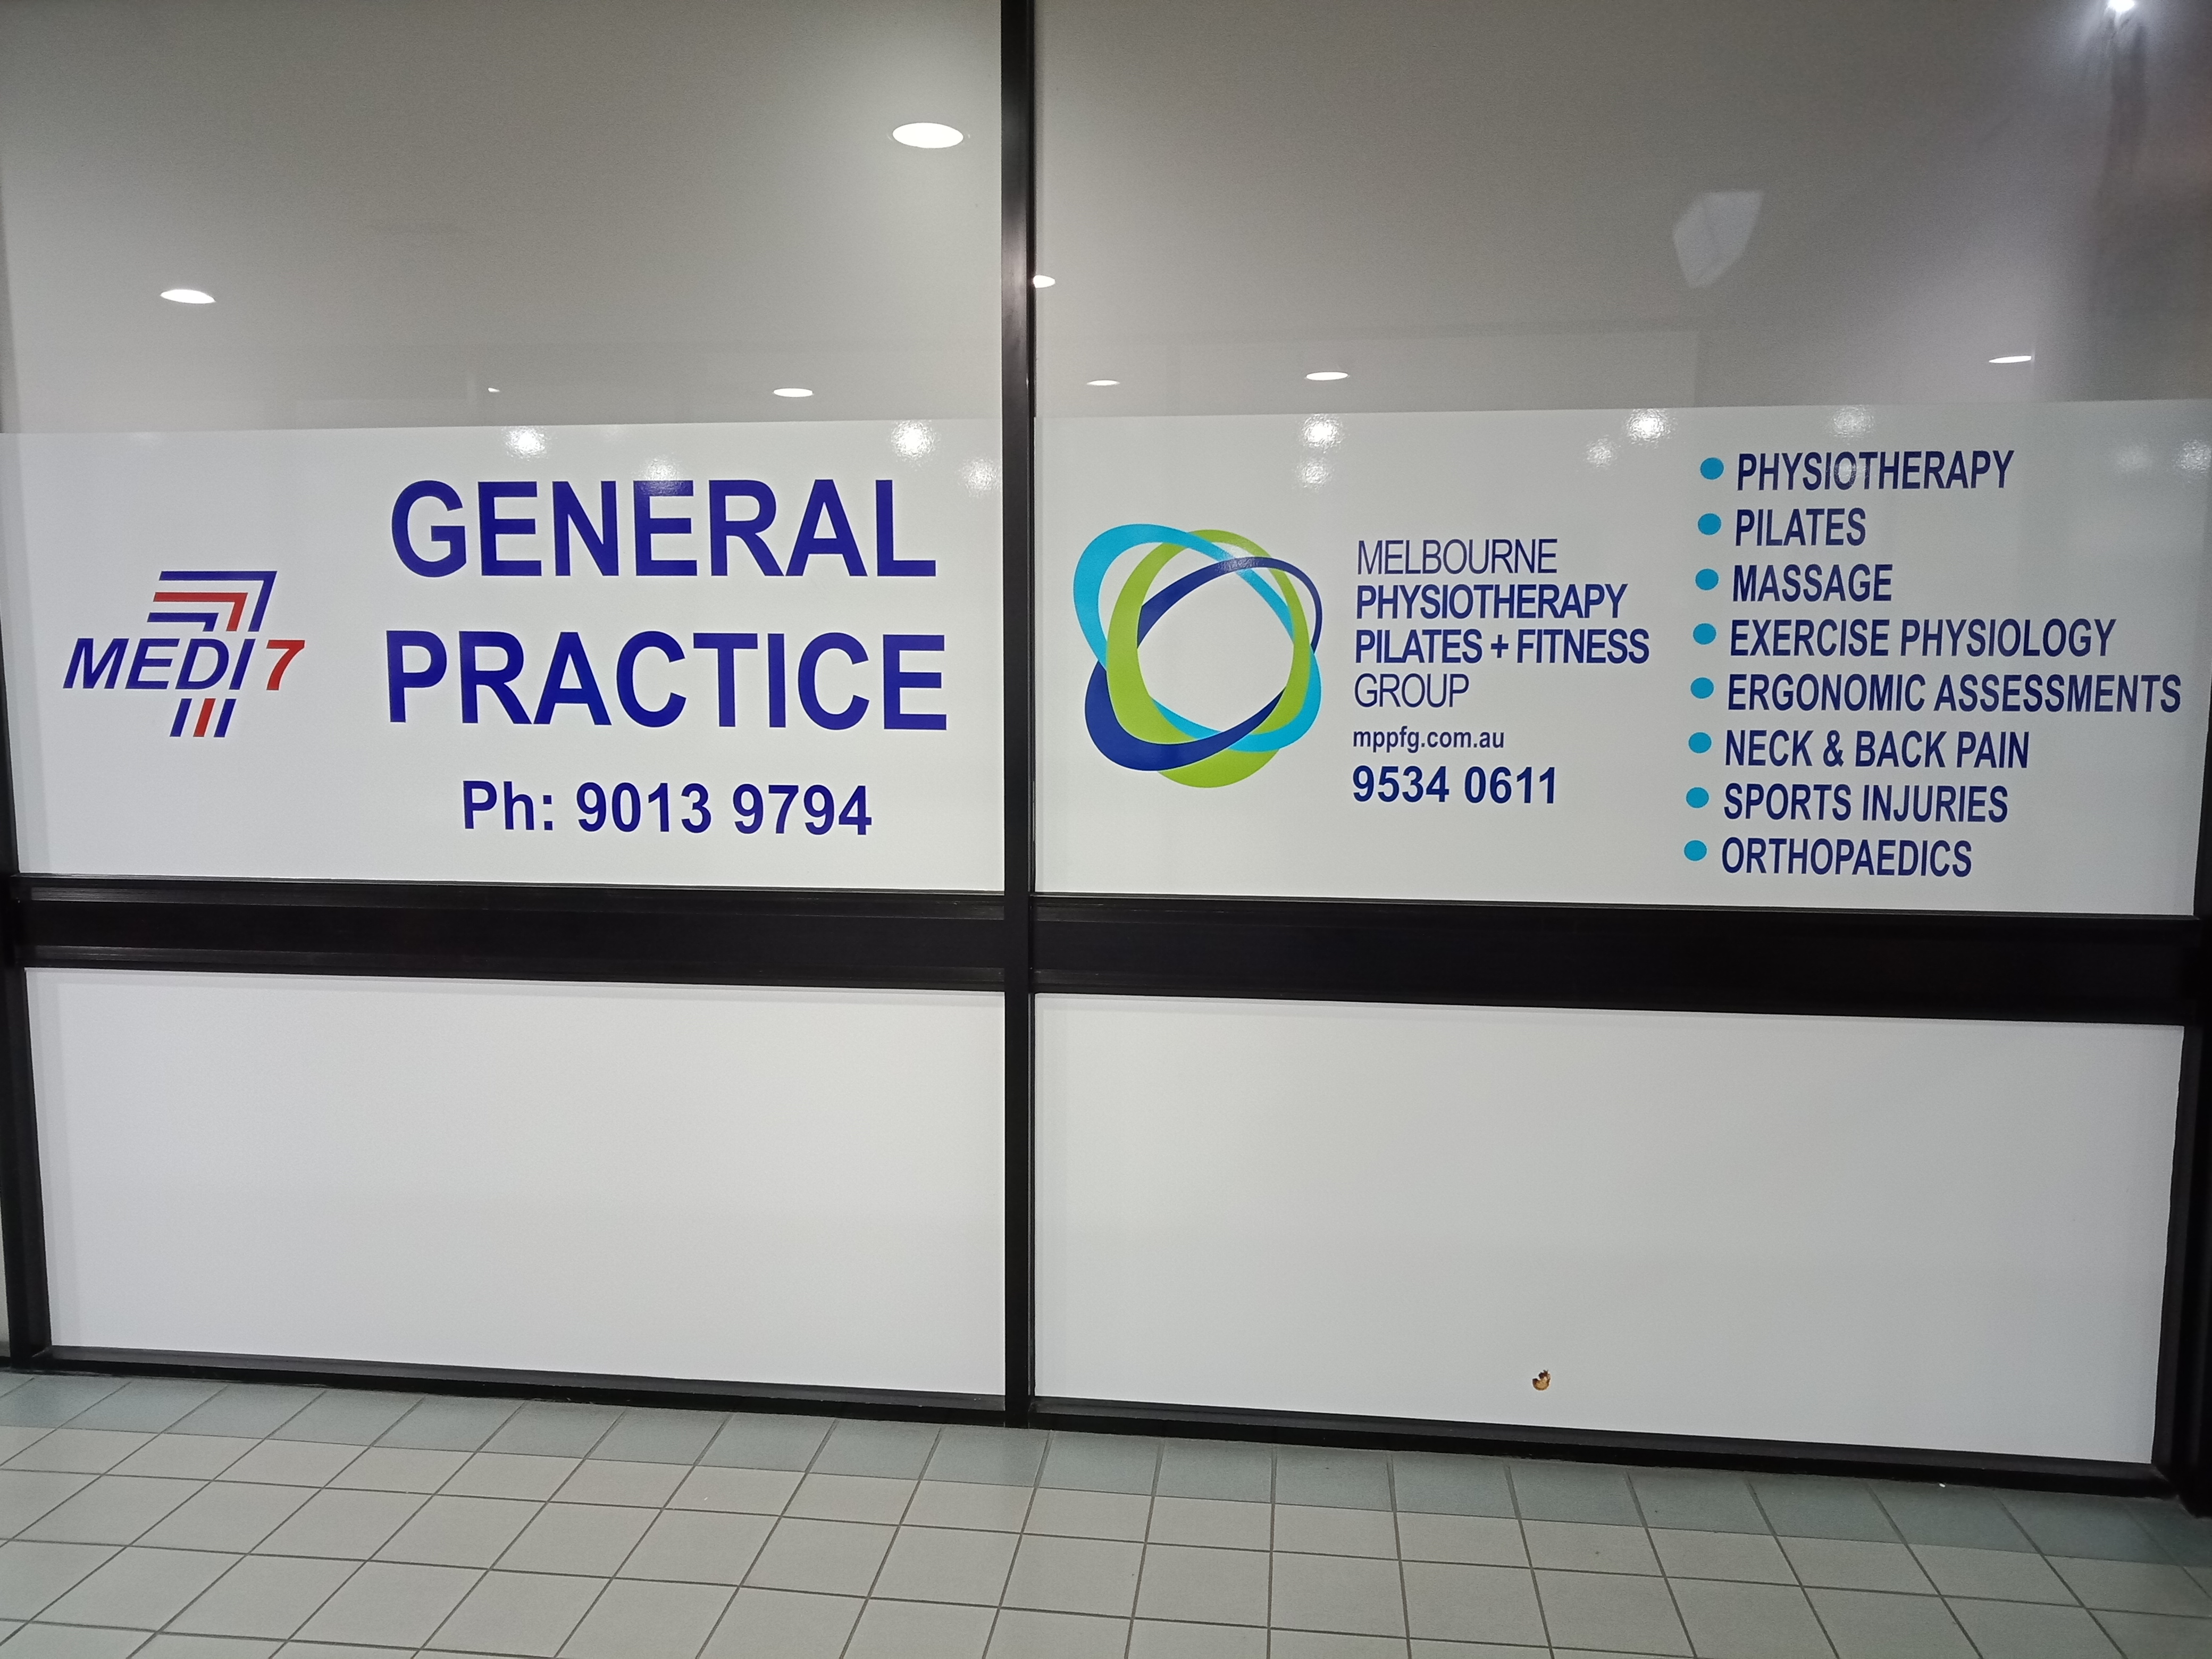 MEDI 7
GENERAL
PRACTICE
Ph: 9013 9794
MELBOURNE
PHYSIOTHERAPY
PILATES + FITNESS
GROUP
mppfg.com.au
9534 0611
PHYSIOTHERAPY
PILATES
MASSAGE
EXERCISE PHYSIOLOGY
ERGONOMIC ASSESSMENTS
NECK & BACK PAIN
SPORTS INJURIES
ORTHOPAEDICS